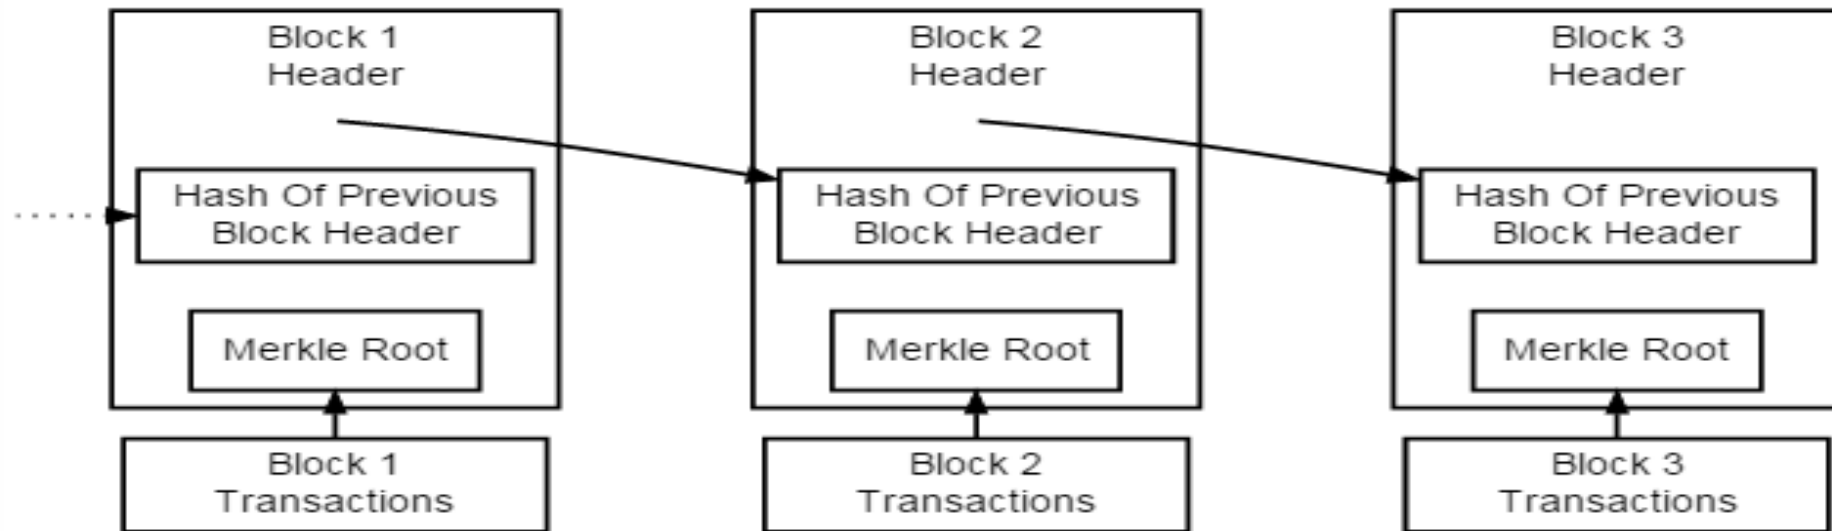 Block 1
Header
Hash Of Previous
Block Header
Merkle Root
Block 1
Transactions
Block 2
Header
Hash Of Previous
Block Header
Merkle Root
Block 2
Transactions
Block 3
Header
Hash Of Previous
Block Header
Merkle Root
Block 3
Transactions